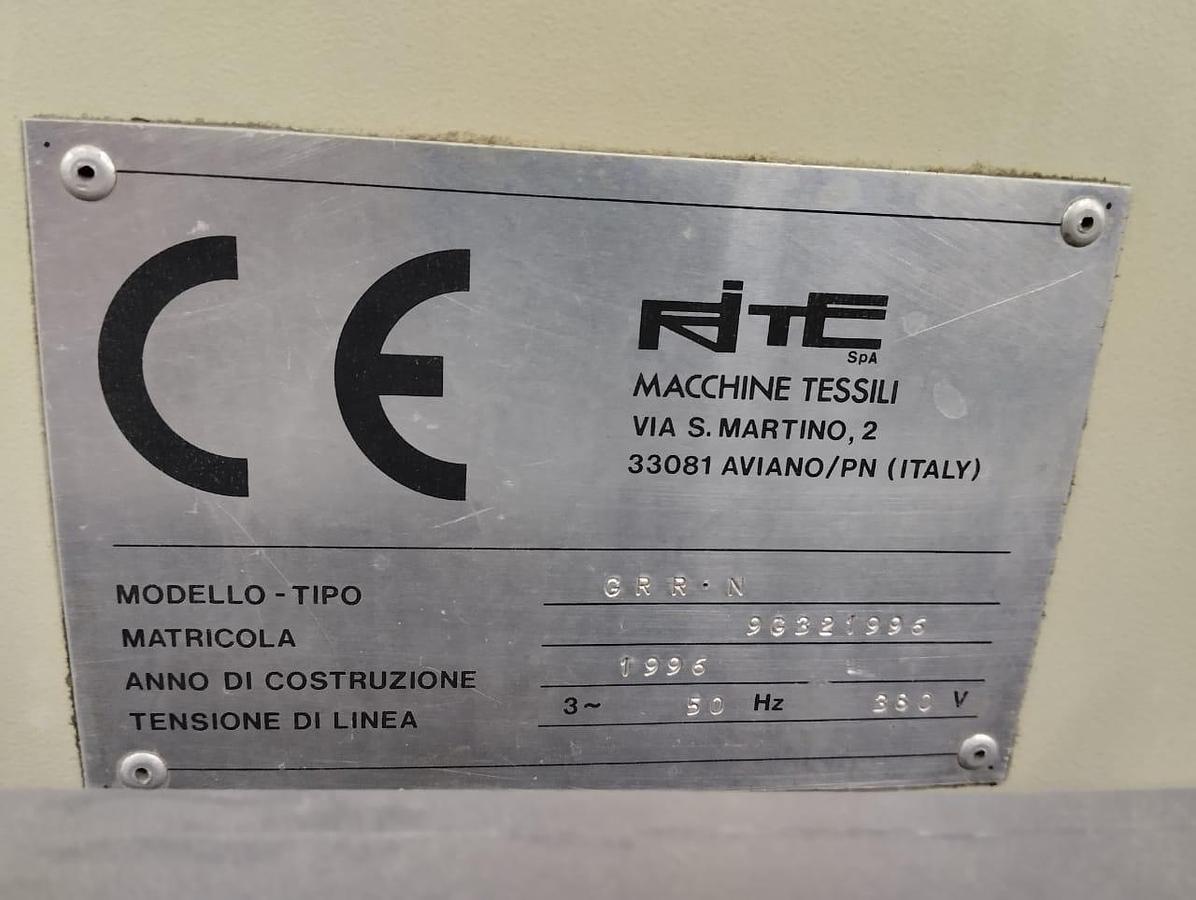 CE
RITE
SpA
MACCHINE TESSILI
VIA S. MARTINO, 2
33081 AVIANO/PN (ITALY)
MODELLO - TIPO GRR·N
MATRICOLA
ANNO DI COSTRUZIONE 1996
TENSIONE DI LINEA 3~ 50 Hz 380 V